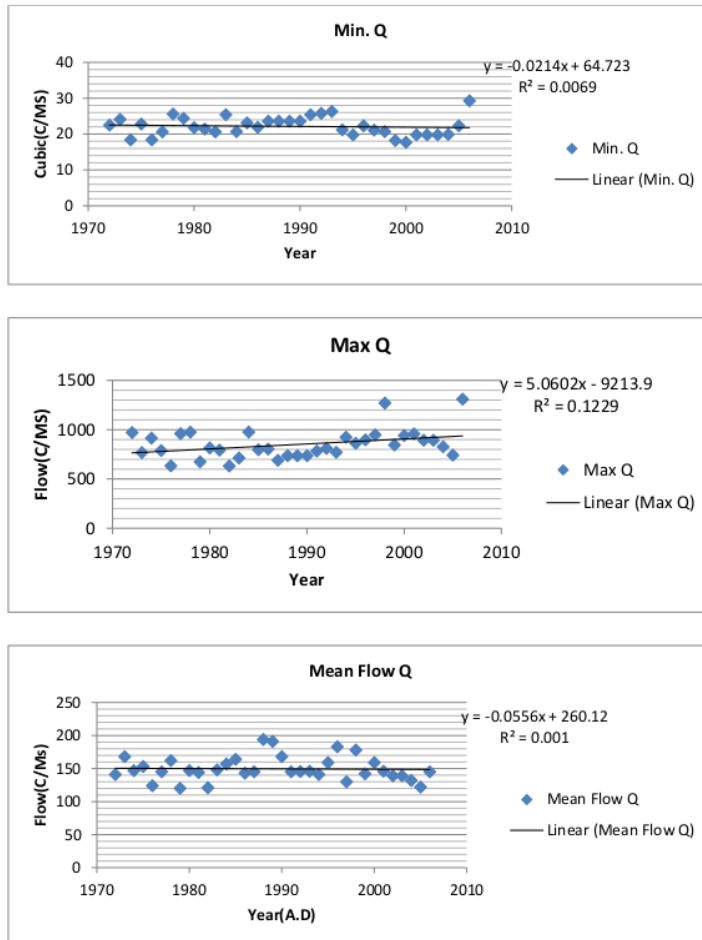 Min. Q
y = -0.0214x + 64.723
R² = 0.0069
Cubic(C/MS)
40
30
20
10
0
1970 1980 1990 2000 2010
Year
Min. Q
Linear (Min. Q)
Max Q
y = 5.0602x - 9213.9
R² = 0.1229
Flow(C/MS)
1500
1000
500
0
1970 1980 1990 2000 2010
Year
Max Q
Linear (Max Q)
Mean Flow Q
y = -0.0556x + 260.12
R² = 0.001
Flow(C/Ms)
250
200
150
100
50
0
1970 1980 1990 2000 2010
Year(A.D)
Mean Flow Q
Linear (Mean Flow Q)